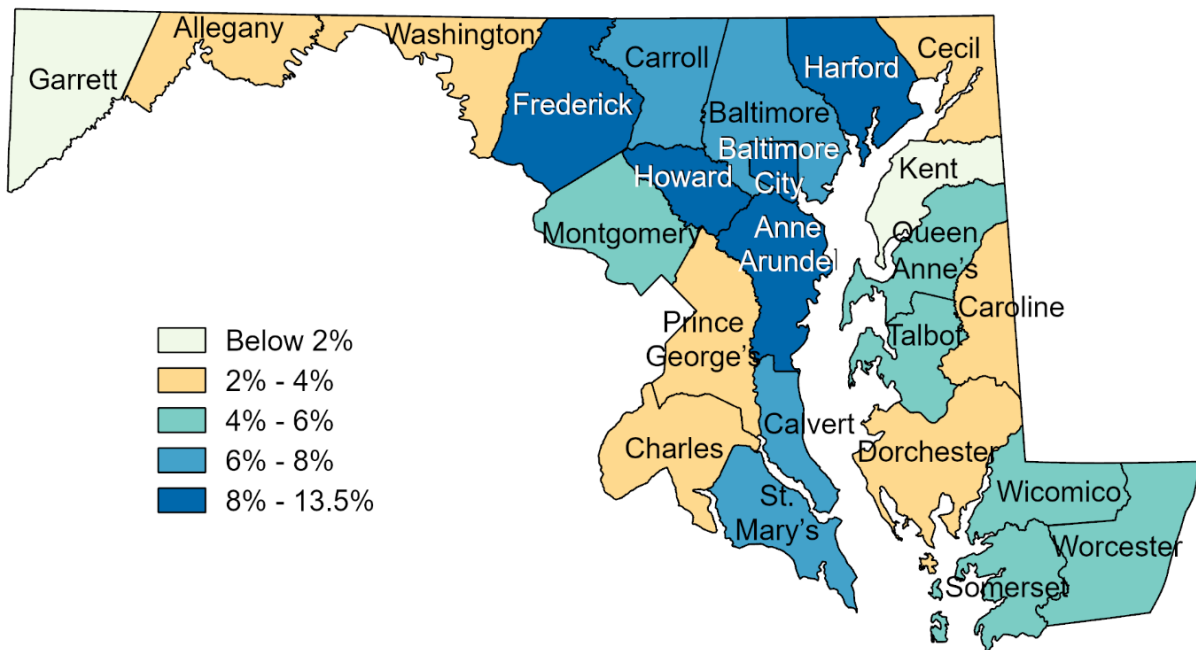 Garrett
Allegany
Washington
Frederick
Carroll
Baltimore
Harford
Cecil
Baltimore
City
Howard
Kent
Montgomery
Anne
Arundel
Queen
Anne’s
Caroline
Talbot
Prince
George’s
Charles
Calvert
St.
Mary’s
Dorchester
Wicomico
Worcester
Somerset
Below 2%
2% - 4%
4% - 6%
6% - 8%
8% - 13.5%